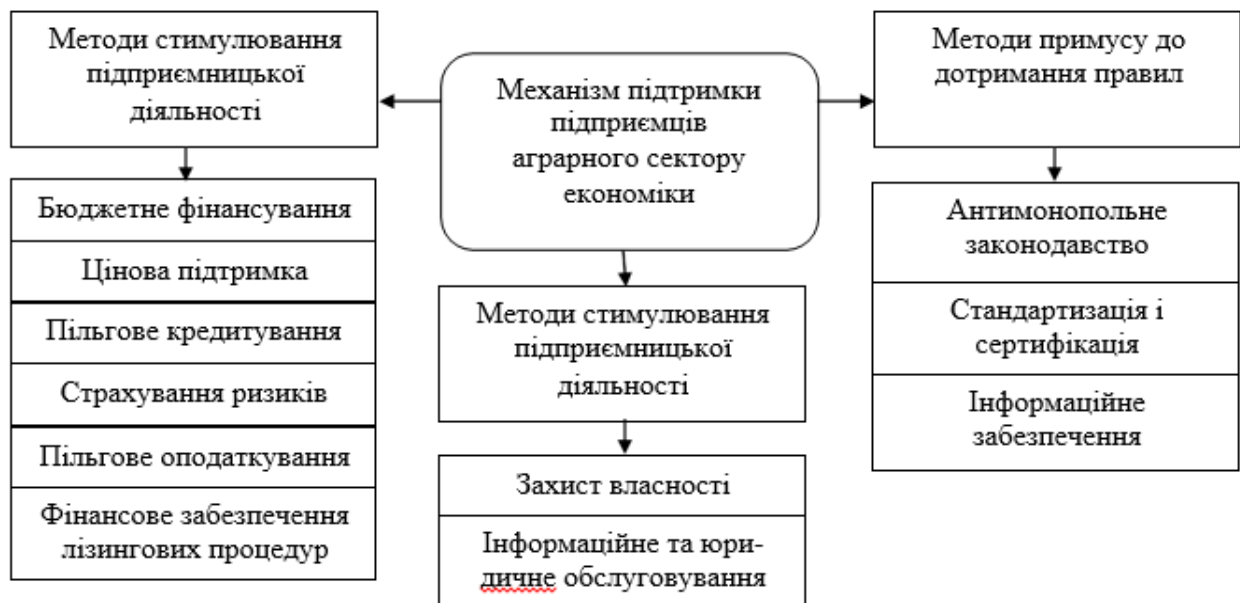 Методи стимулювання
підприємницької
діяльності
Бюджетне фінансування
Цінова підтримка
Пільгове кредитування
Страхування ризиків
Пільгове оподаткування
Фінансове забезпечення
лізингових процедур
Механізм підтримки
підприємців
аграрного сектору
економіки
Методи стимулювання
підприємницької
діяльності
Захист власності
Інформаційне та юри-
дичне обслуговування
Методи примусу до
дотримання правил
Антимонопольне
законодавство
Стандартизація і
сертифікація
Інформаційне
забезпечення